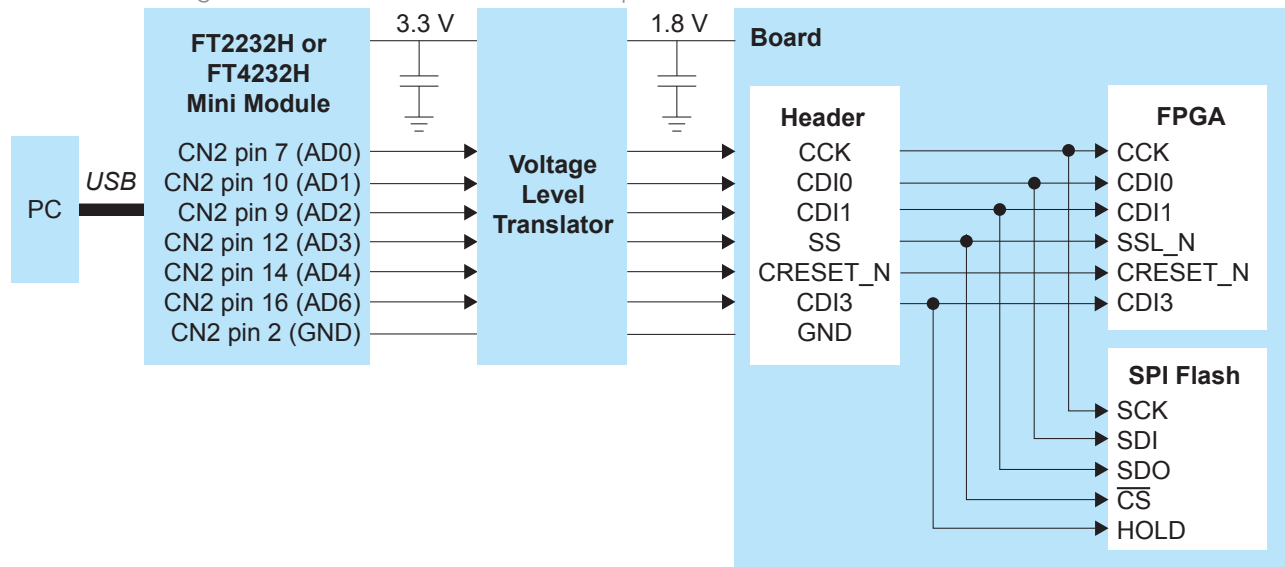 3.3 V
1.8 V
FT2232H or
FT4232H
Mini Module
Board
Header
FPGA
PC
USB
CN2 pin 7 (AD0)
CN2 pin 10 (AD1)
CN2 pin 9 (AD2)
CN2 pin 12 (AD3)
CN2 pin 14 (AD4)
CN2 pin 16 (AD6)
CN2 pin 2 (GND)
Voltage
Level
Translator
CCK
CDI0
CDI1
SS
CRESET_N
CDI3
GND
CCK
CDI0
CDI1
SSL_N
CRESET_N
CDI3
SPI Flash
SCK
SDI
SDO
C̅S̅
HOLD